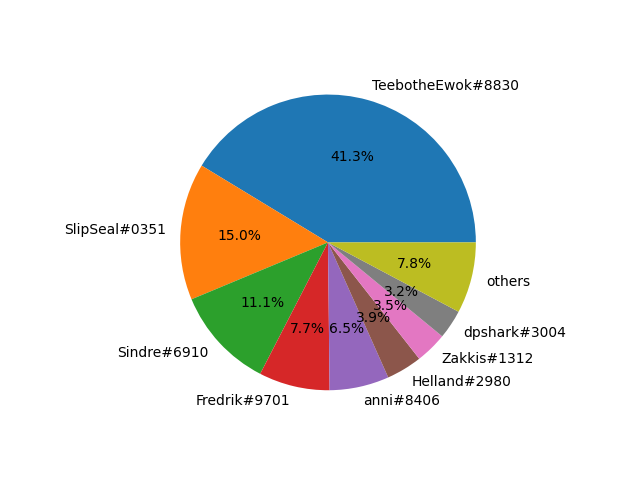 TeebotheEwok#8830
41.3%
SlipSeal#0351
15.0%
Sindre#6910
11.1%
Fredrik#9701
7.7%
anni#8406
6.5%
Helland#2980
3.9%
Zakkis#1312
3.5%
dpshark#3004
3.2%
others
7.8%